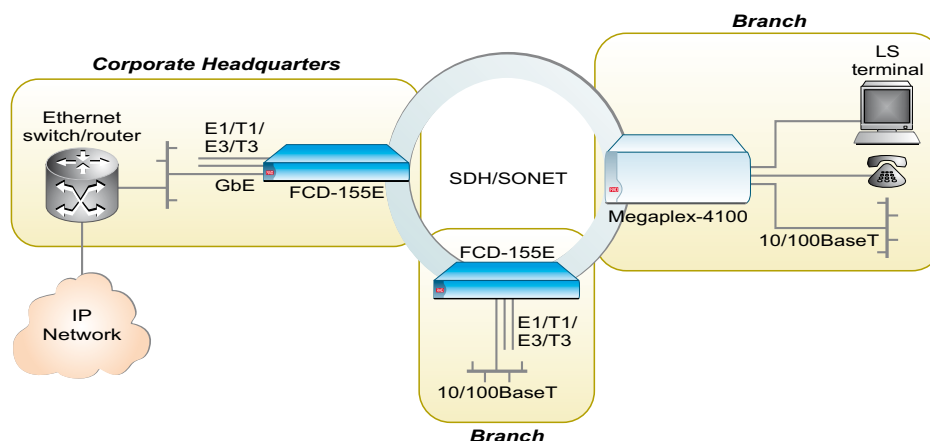 Branch
Corporate Headquarters
LS
terminal
Ethernet
switch/router
E1/T1/
E3/T3
GbE
FCD-155E
SDH/SONET
Megaplex-4100
10/100BaseT
IP
Network
FCD-155E
E1/T1/
E3/T3
10/100BaseT
Branch